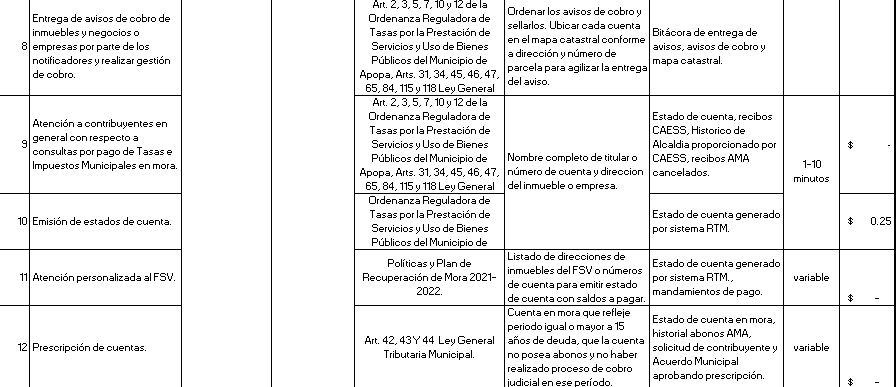 8
Entrega de avisos de cobro de
inmuebles y negocios o
empresas por parte de los
notificadores y realizar gestión
de cobro.
Art. 2, 3, 5, 7, 10 y 12 de la
Ordenanza Reguladora de
Tasas por la Prestación de
Servicios y Uso de Bienes
Públicos del Municipio de
Apopa, Arts. 31, 34, 45, 46, 47,
65, 84, 115 y 118 Ley General
Ordenar los avisos de cobro y
sellarlos. Ubicar cada cuenta
en el mapa catastral conforme
a dirección y número de
parcela para agilizar la entrega
del aviso.
Bitácora de entrega de
avisos, avisos de cobro y
mapa catastral.
9
Atención a contribuyentes en
general con respecto a
consultas por pago de Tasas e
Impuestos Municipales en mora.
Art. 2, 3, 5, 7, 10 y 12 de la
Ordenanza Reguladora de
Tasas por la Prestación de
Servicios y Uso de Bienes
Públicos del Municipio de
Apopa, Arts. 31, 34, 45, 46, 47,
65, 84, 115 y 118 Ley General
Nombre completo de titular o
número de cuenta y direccion
del inmueble o empresa.
Estado de cuenta, recibos
CAESS, Historico de
Alcaldia proporcionado por
CAESS, recibos AMA
cancelados.
1-10
minutos
$ -
10
Emisión de estados de cuenta.
Ordenanza Reguladora de
Tasas por la Prestación de
Servicios y Uso de Bienes
Públicos del Municipio de
Estado de cuenta generado
por sistema RTM.
$ 0.25
11
Atención personalizada al FSV.
Políticas y Plan de
Recuperación de Mora 2021-
2022.
Listado de direcciones de
inmuebles del FSV o números
de cuenta para emitir estado
de cuenta con saldos a pagar.
Estado de cuenta generado
por sistema RTM.,
mandamientos de pago.
variable
$ -
12
Prescripción de cuentas.
Art. 42, 43 Y 44 Ley General
Tributaria Municipal.
Cuenta en mora que refleje
periodo igual o mayor a 15
años de deuda, que la cuenta
no posea abonos y no haber
realizado proceso de cobro
judicial en ese período.
Estado de cuenta en mora,
historial abonos AMA,
solicitud de contribuyente y
Acuerdo Municipal
aprobando prescripción.
variable
$ -